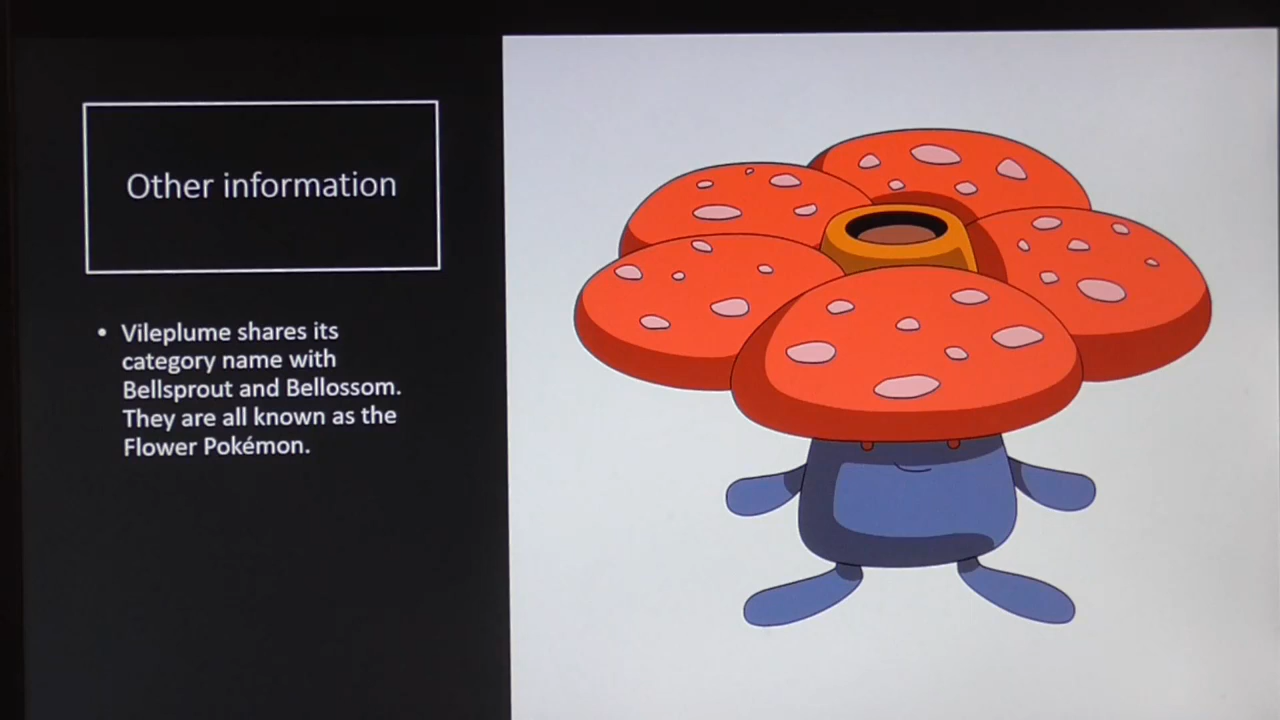 Other information
• Vileplume shares its
category name with
Bellsprout and Bellossom.
They are all known as the
Flower Pokémon.